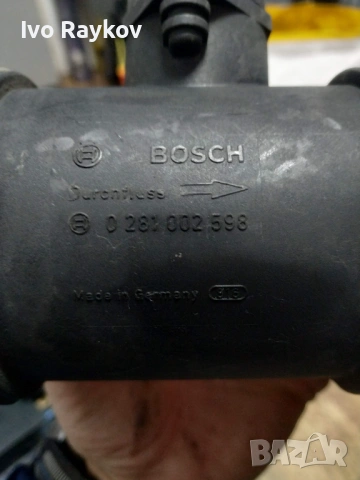 Ivo Raykov
BOSCH
Durchfluss
0 281 002 598
Made in Germany
BAZAR